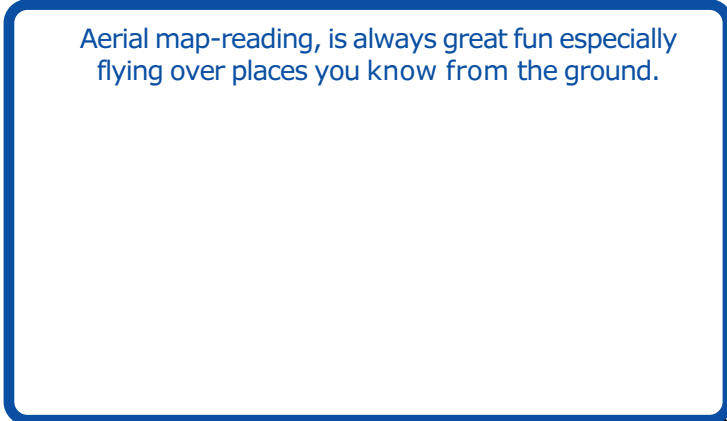 Aerial map-reading, is always great fun especially
flying over places you know from the ground.